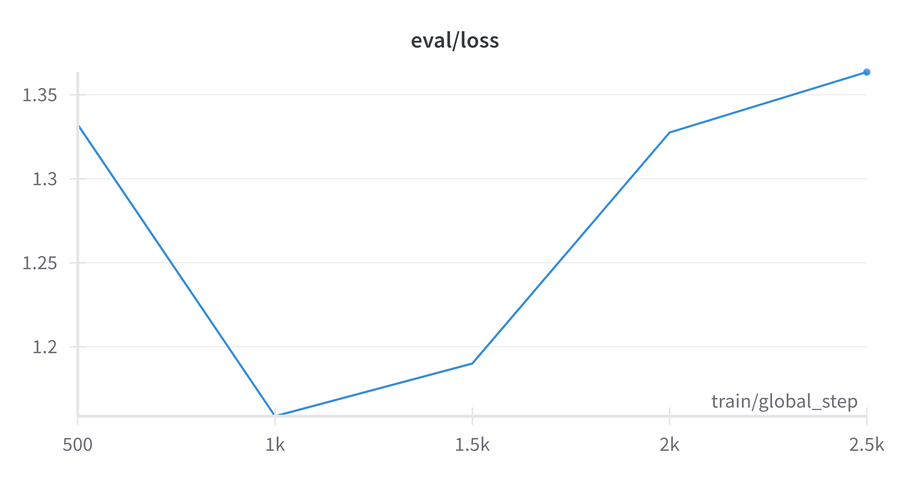 eval/loss
1.35
1.3
1.25
1.2
train/global_step
500 1k 1.5k 2k 2.5k